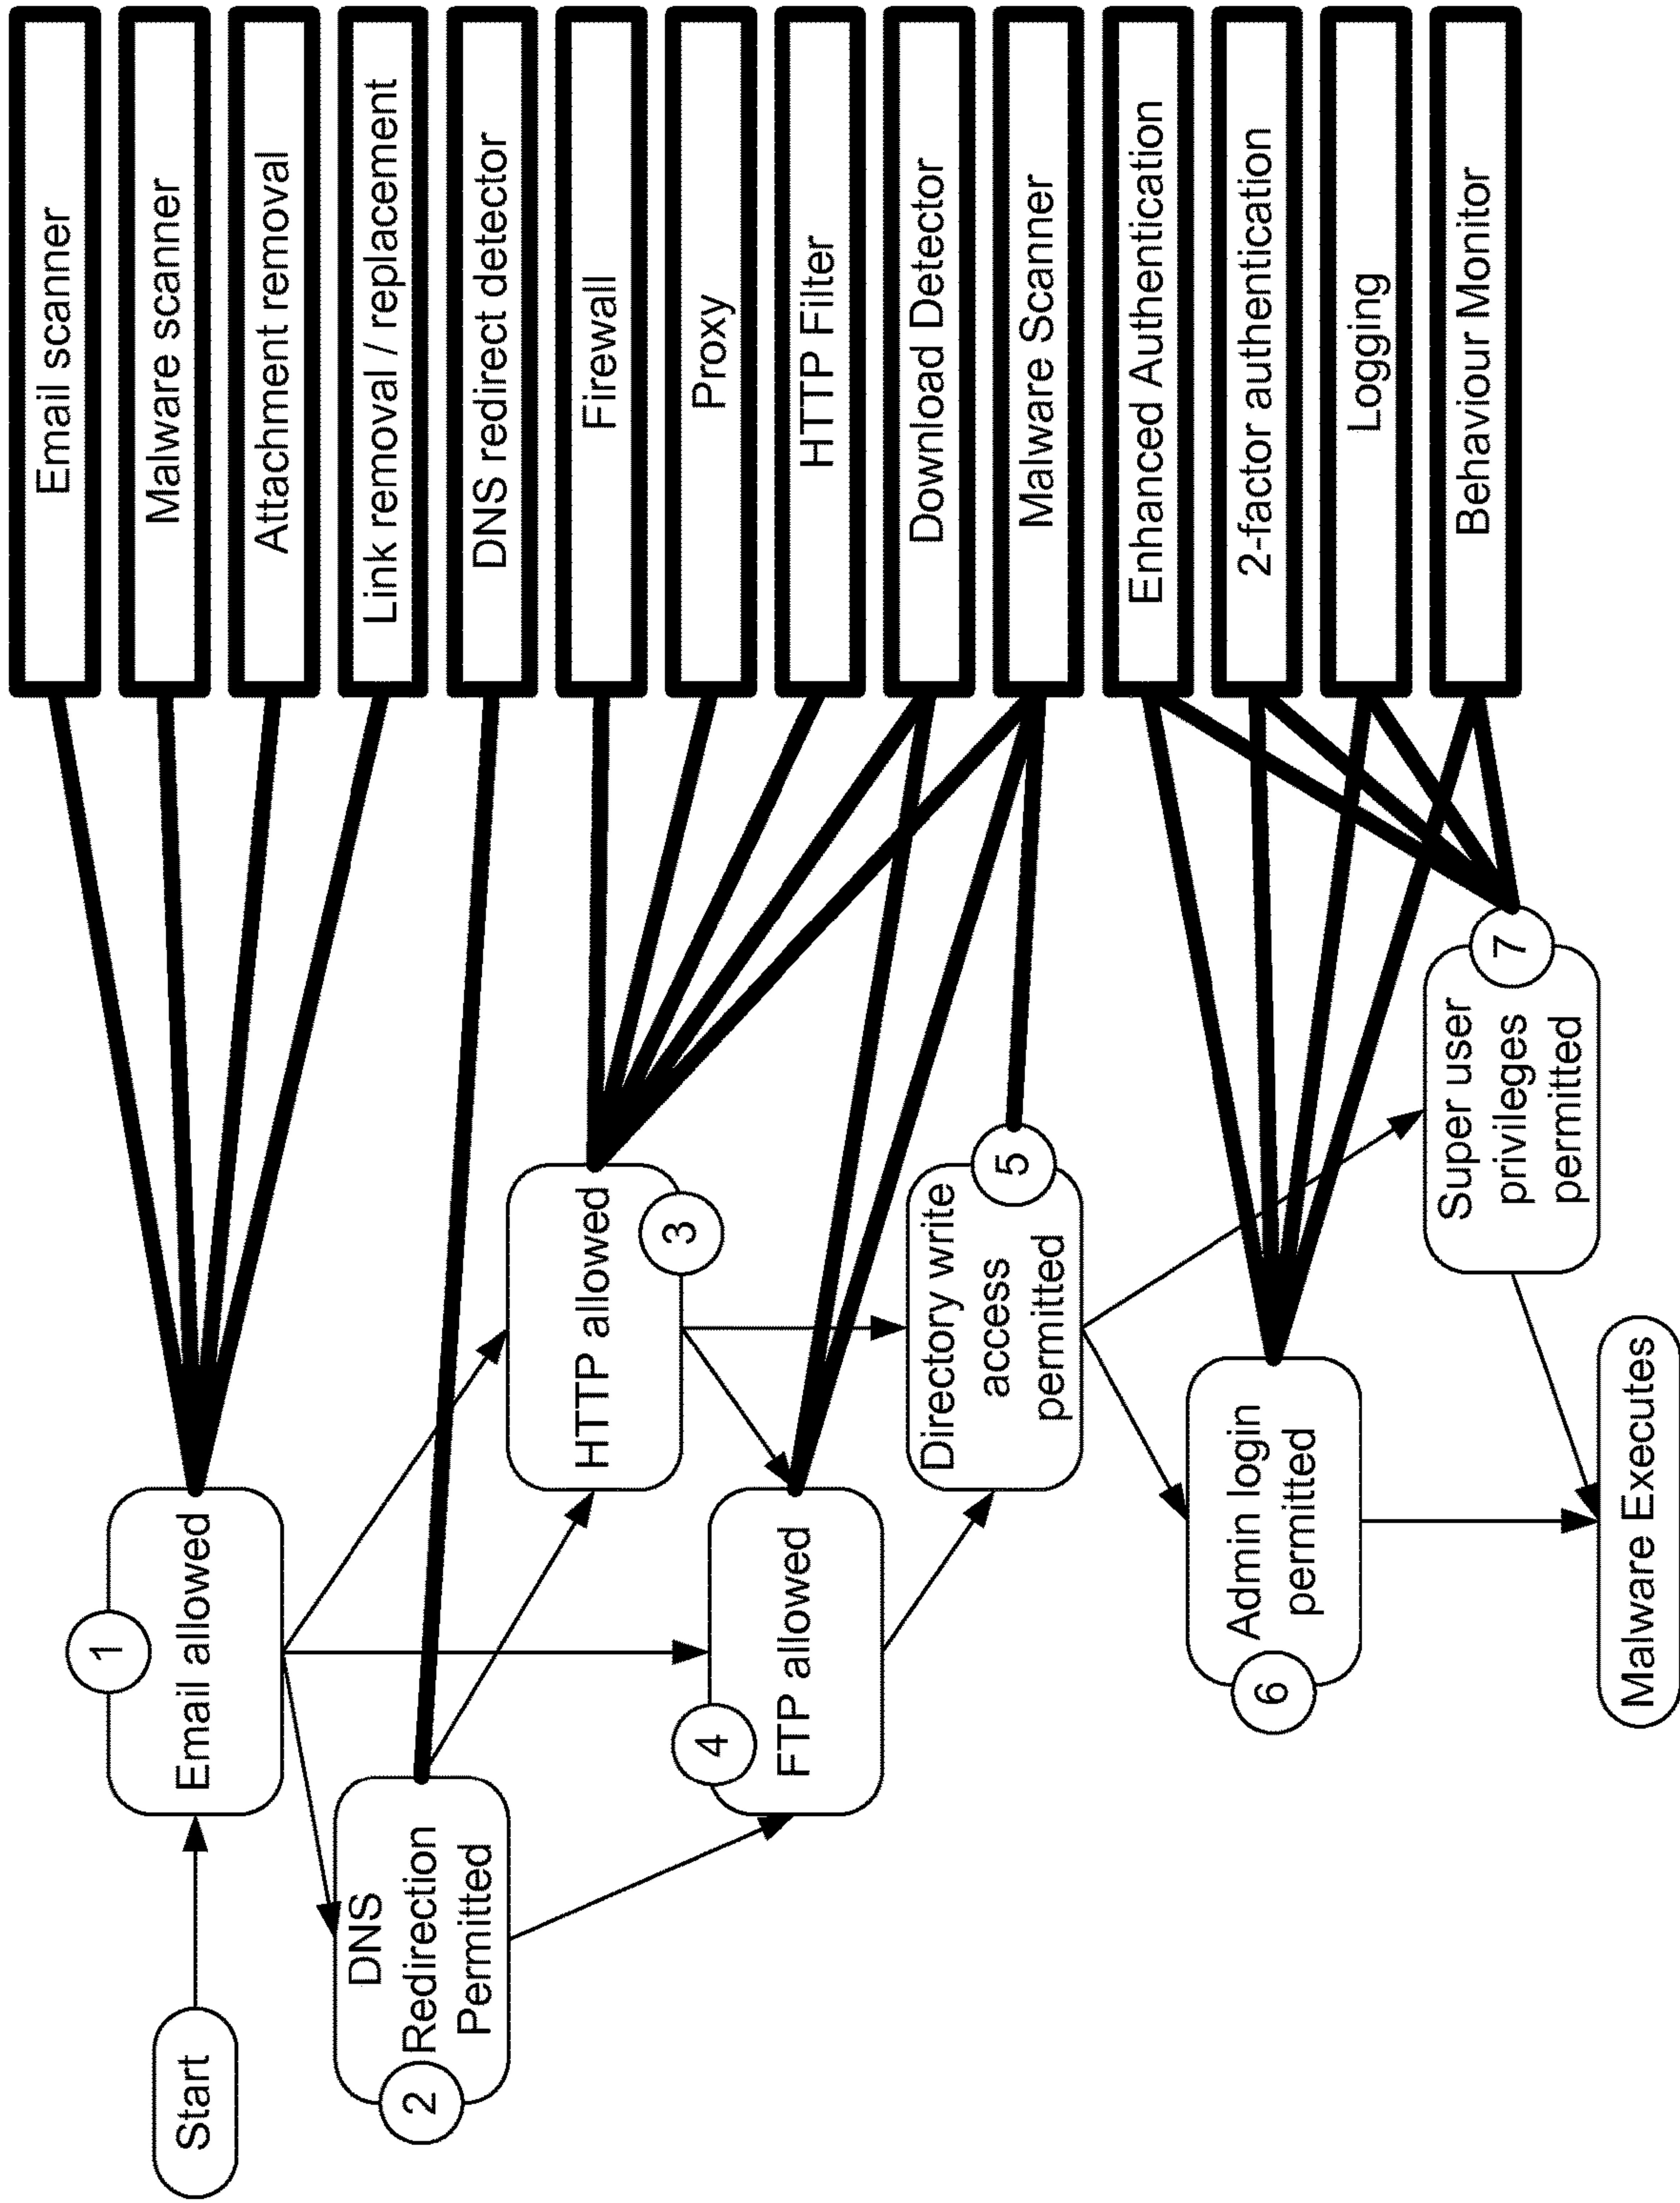 Start
1
Email allowed
2
DNS
Redirection
Permitted
HTTP allowed
3
4
FTP allowed
Directory write
access
permitted
5
Admin login
permitted
6
Super user
privileges
permitted
7
Malware Executes
Email scanner
Malware scanner
Attachment removal
Link removal / replacement
DNS redirect detector
Firewall
Proxy
HTTP Filter
Download Detector
Malware Scanner
Enhanced Authentication
2-factor authentication
Logging
Behaviour Monitor